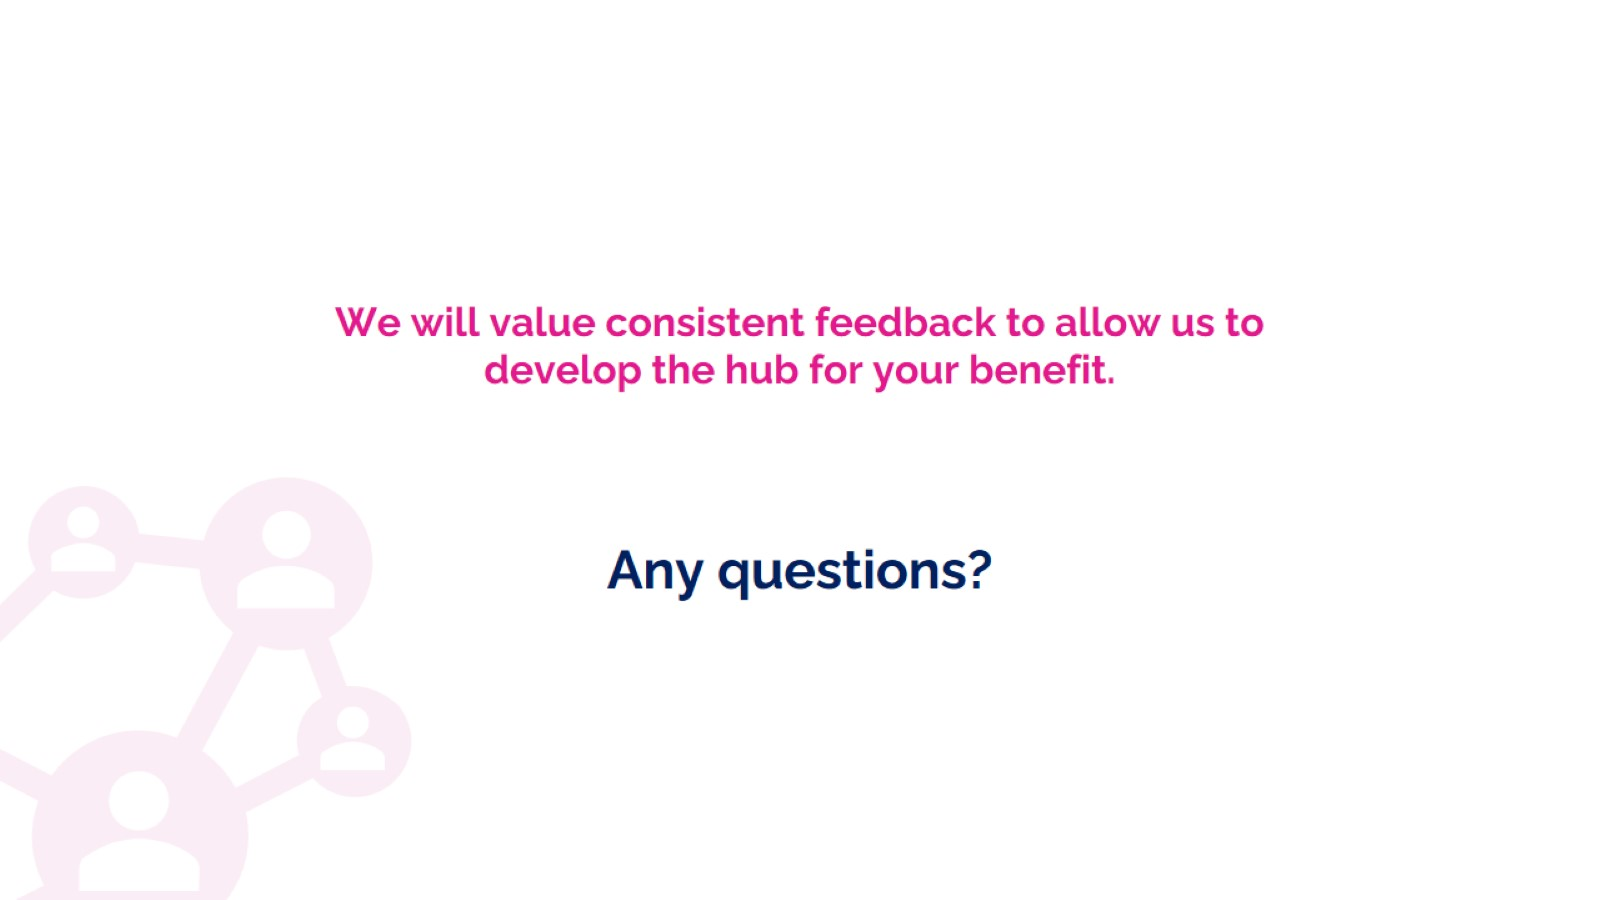 We will value consistent feedback to allow us to
develop the hub for your benefit.
Any questions?